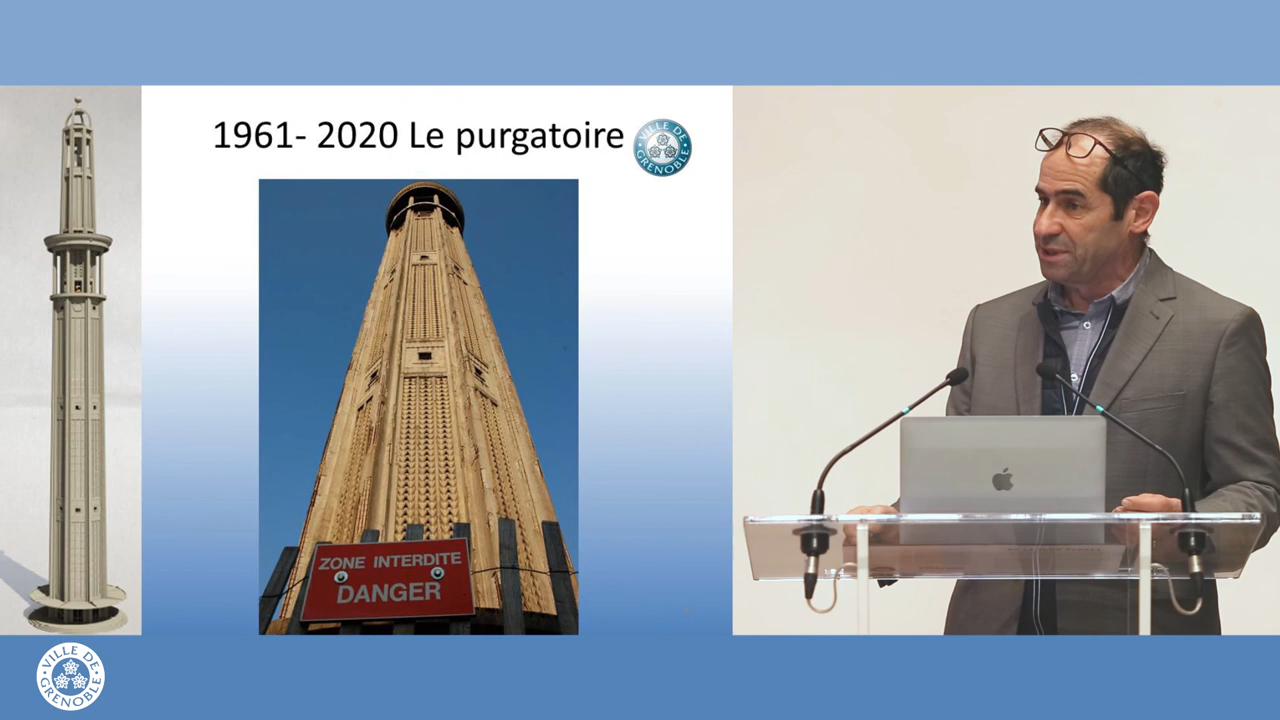 1961- 2020 Le purgatoire
VILLE DE
GRENOBLE
ZONE INTERDITE
DANGER
VILLE DE
GRENOBLE